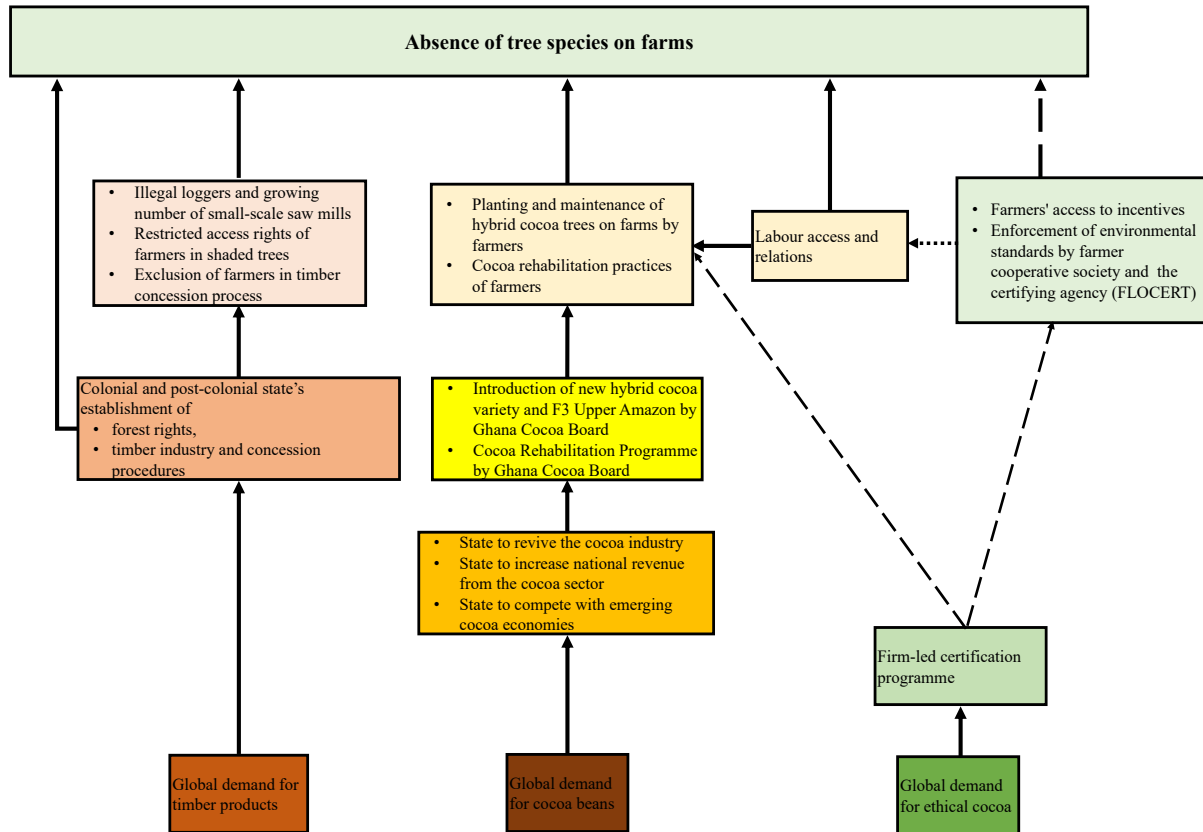 Absence of tree species on farms
• Illegal loggers and growing
number of small-scale saw mills
• Restricted access rights of
farmers in shaded trees
• Exclusion of farmers in timber
concession process
• Planting and maintenance of
hybrid cocoa trees on farms by
farmers
• Cocoa rehabilitation practices
of farmers
Labour access and
relations
• Farmers' access to incentives
• Enforcement of environmental
standards by farmer
cooperative society and the
certifying agency (FLOCERT)
Colonial and post-colonial state’s
establishment of
• forest rights,
• timber industry and concession
procedures
• Introduction of new hybrid cocoa
variety and F3 Upper Amazon by
Ghana Cocoa Board
• Cocoa Rehabilitation Programme
by Ghana Cocoa Board
• State to revive the cocoa industry
• State to increase national revenue
from the cocoa sector
• State to compete with emerging
cocoa economies
Firm-led certification
programme
Global demand for
timber products
Global demand
for cocoa beans
Global demand
for ethical cocoa